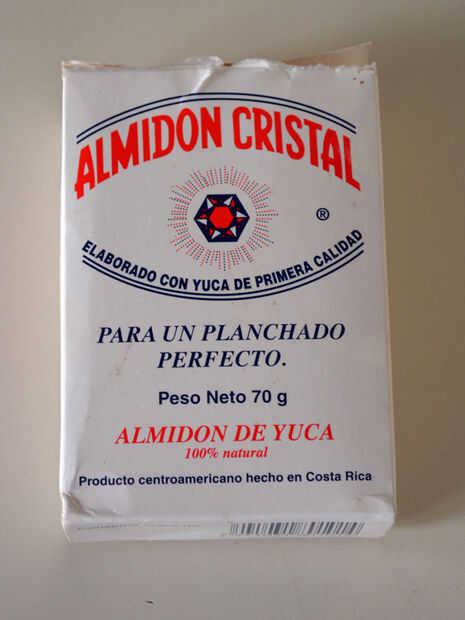 ALMIDON CRISTAL
®
ELABORADO CON YUCA DE PRIMERA CALIDAD
PARA UN PLANCHADO
PERFECTO.
Peso Neto 70 g
ALMIDON DE YUCA
100% natural
Producto centroamericano hecho en Costa Rica